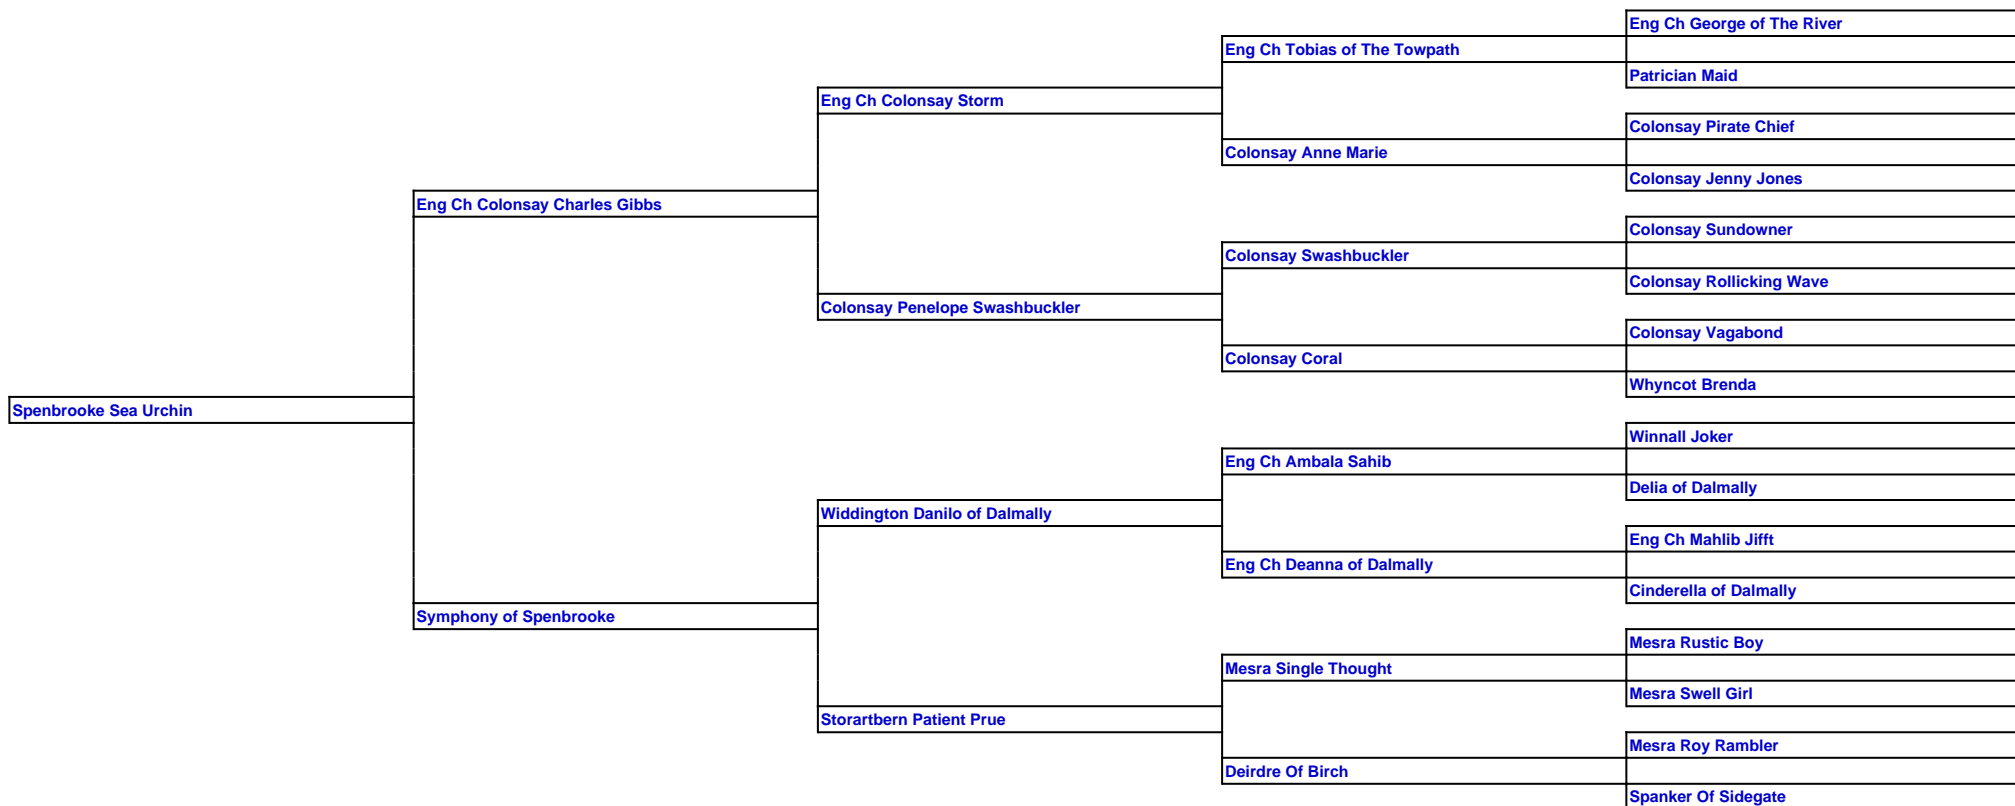 Eng Ch George of The River
Eng Ch Tobias of The Towpath
Patrician Maid
Eng Ch Colonsay Storm
Colonsay Pirate Chief
Colonsay Anne Marie
Colonsay Jenny Jones
Eng Ch Colonsay Charles Gibbs
Colonsay Sundowner
Colonsay Swashbuckler
Colonsay Rollicking Wave
Colonsay Penelope Swashbuckler
Colonsay Vagabond
Colonsay Coral
Whyncot Brenda
Spenbrooke Sea Urchin
Winnall Joker
Eng Ch Ambala Sahib
Delia of Dalmally
Widdington Danilo of Dalmally
Eng Ch Mahlib Jifft
Eng Ch Deanna of Dalmally
Cinderella of Dalmally
Symphony of Spenbrooke
Mesra Rustic Boy
Mesra Single Thought
Mesra Swell Girl
Storartbern Patient Prue
Mesra Roy Rambler
Deirdre Of Birch
Spanker Of Sidegate